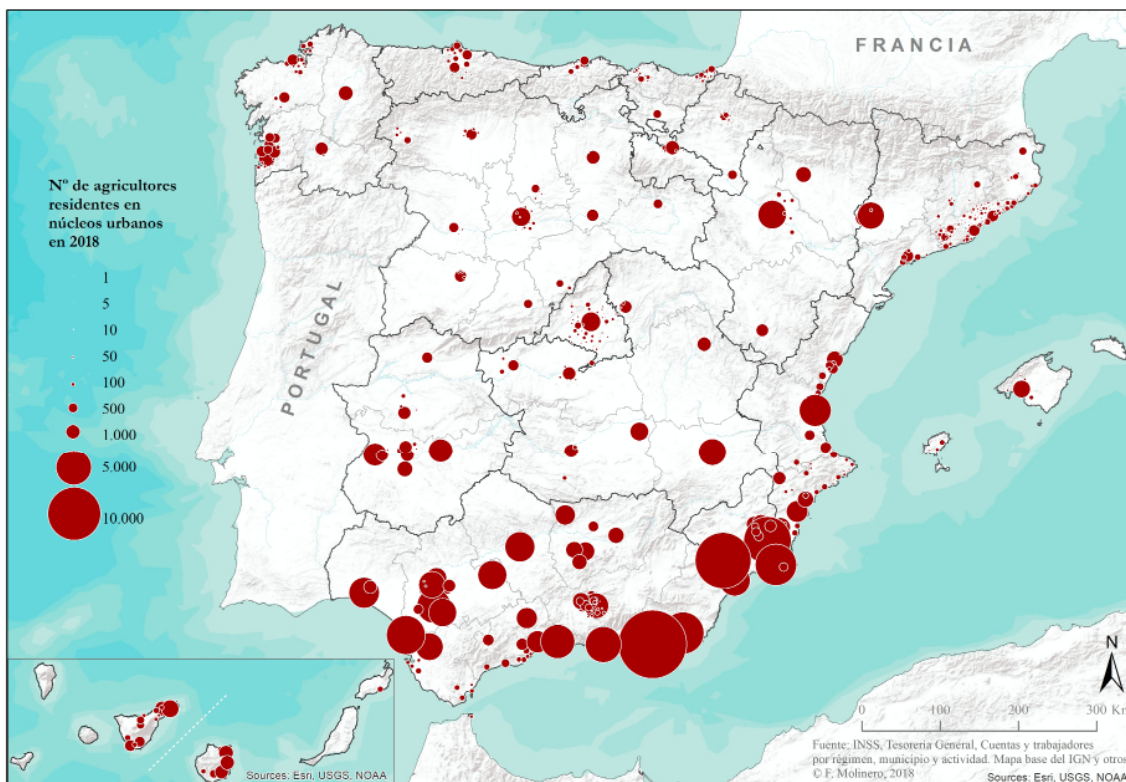 FRANCIA
PORTUGAL
Nº de agricultores
residentes en
núcleos urbanos
en 2018
1
5
10
50
100
500
1.000
5.000
10.000
N
0 100 200 300 Km
Fuente: INSS, Tesorería General, Cuentas y trabajadores
por régimen, municipio y actividad. Mapa base del IGN y otros
© F. Molinero, 2018
Sources: Esri, USGS, NOAA
Sources: Esri, USGS, NOAA